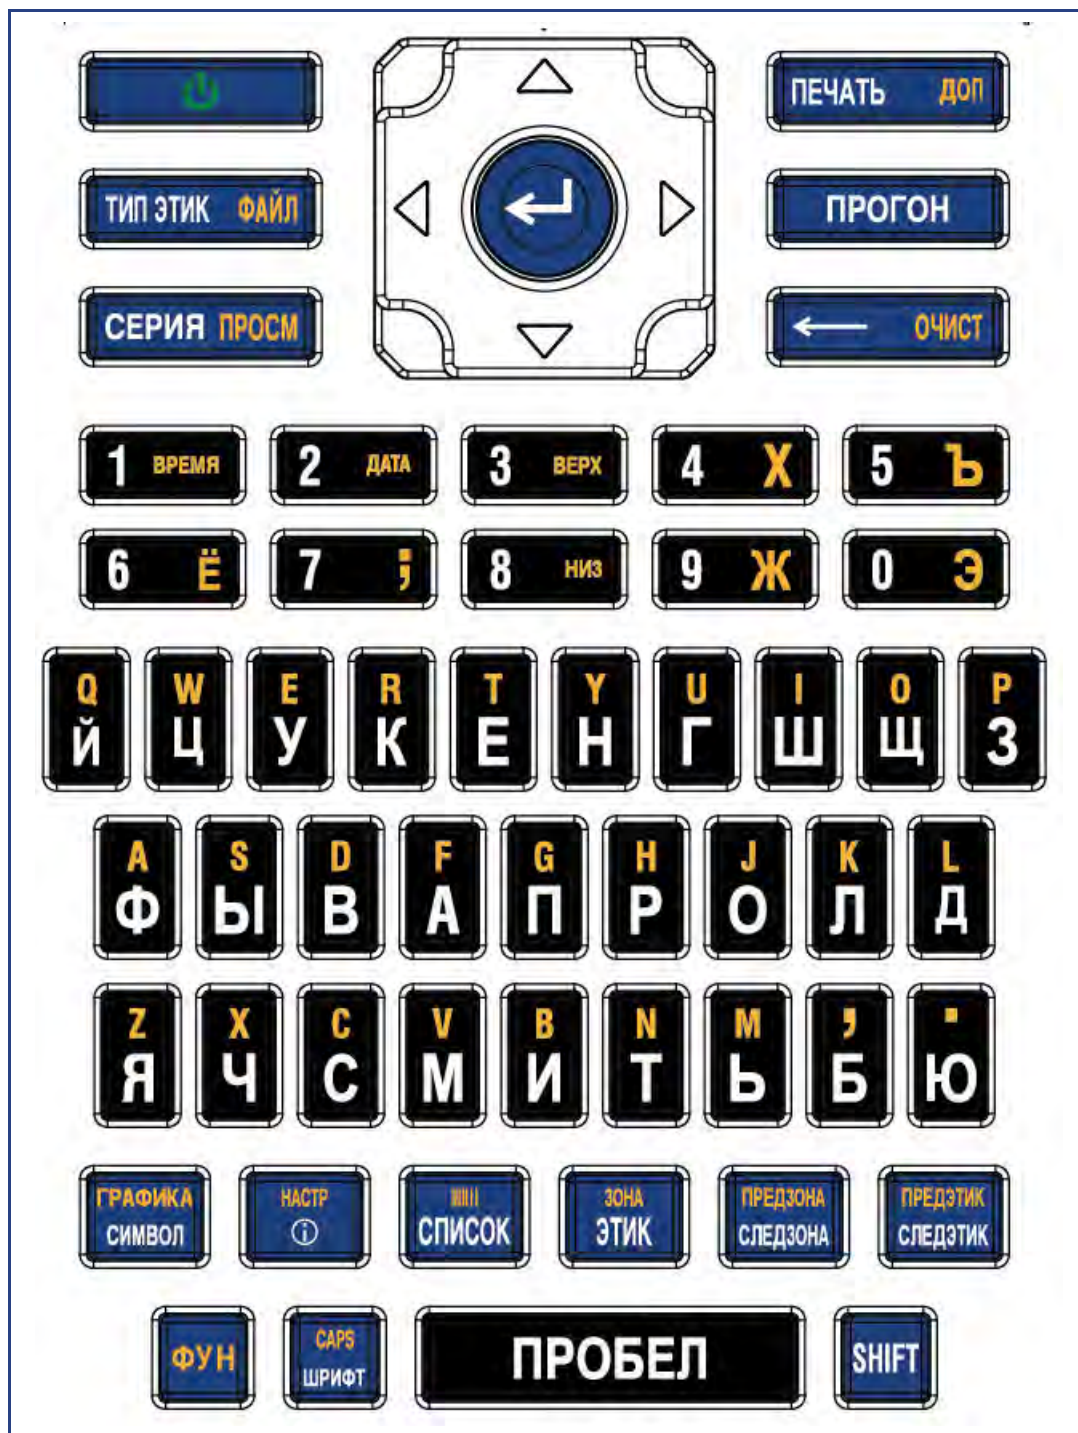 ПЕЧАТЬ ДОП
ТИП ЭТИК ФАЙЛ
ПРОГОН
СЕРИЯ ПРОСМ
ОЧИСТ
1 ВРЕМЯ 2 ДАТА 3 ВЕРХ 4 Х 5 Ъ
6 Ё 7 ; 8 НИЗ 9 Ж 0 Э
Q W E R T Y U I O P
Й Ц У К Е Н Г Ш Щ З
A S D F G H J K L
Ф Ы В А П Р О Л Д
Z X C V B N M , .
Я Ч С М И Т Ь Б Ю
ГРАФИКА НАСТР ЗОНА ПРЕДЗОНА ПРЕДЭТИК
СИМВОЛ СПИСОК ЭТИК СЛЕДЗОНА СЛЕДЭТИК
ФУН CAPS ПРОБЕЛ SHIFT
ШРИФТ